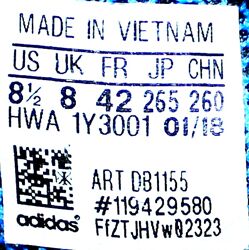 MADE IN VIETNAM
US UK FR JP CHN
8½ 8 42 265 260
HWA 1Y3001 01/18
ART DB1155
#119429580
adidas FfZTJHVw02323